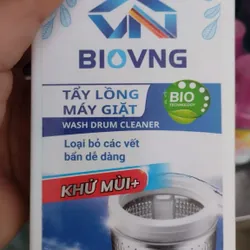 VN
BIOVNG
TẨY LỒNG
MÁY GIẶT
WASH DRUM CLEANER
BIO
TECHNOLOGY
Loại bỏ các vết
bẩn dễ dàng
KHỬ MÙI+